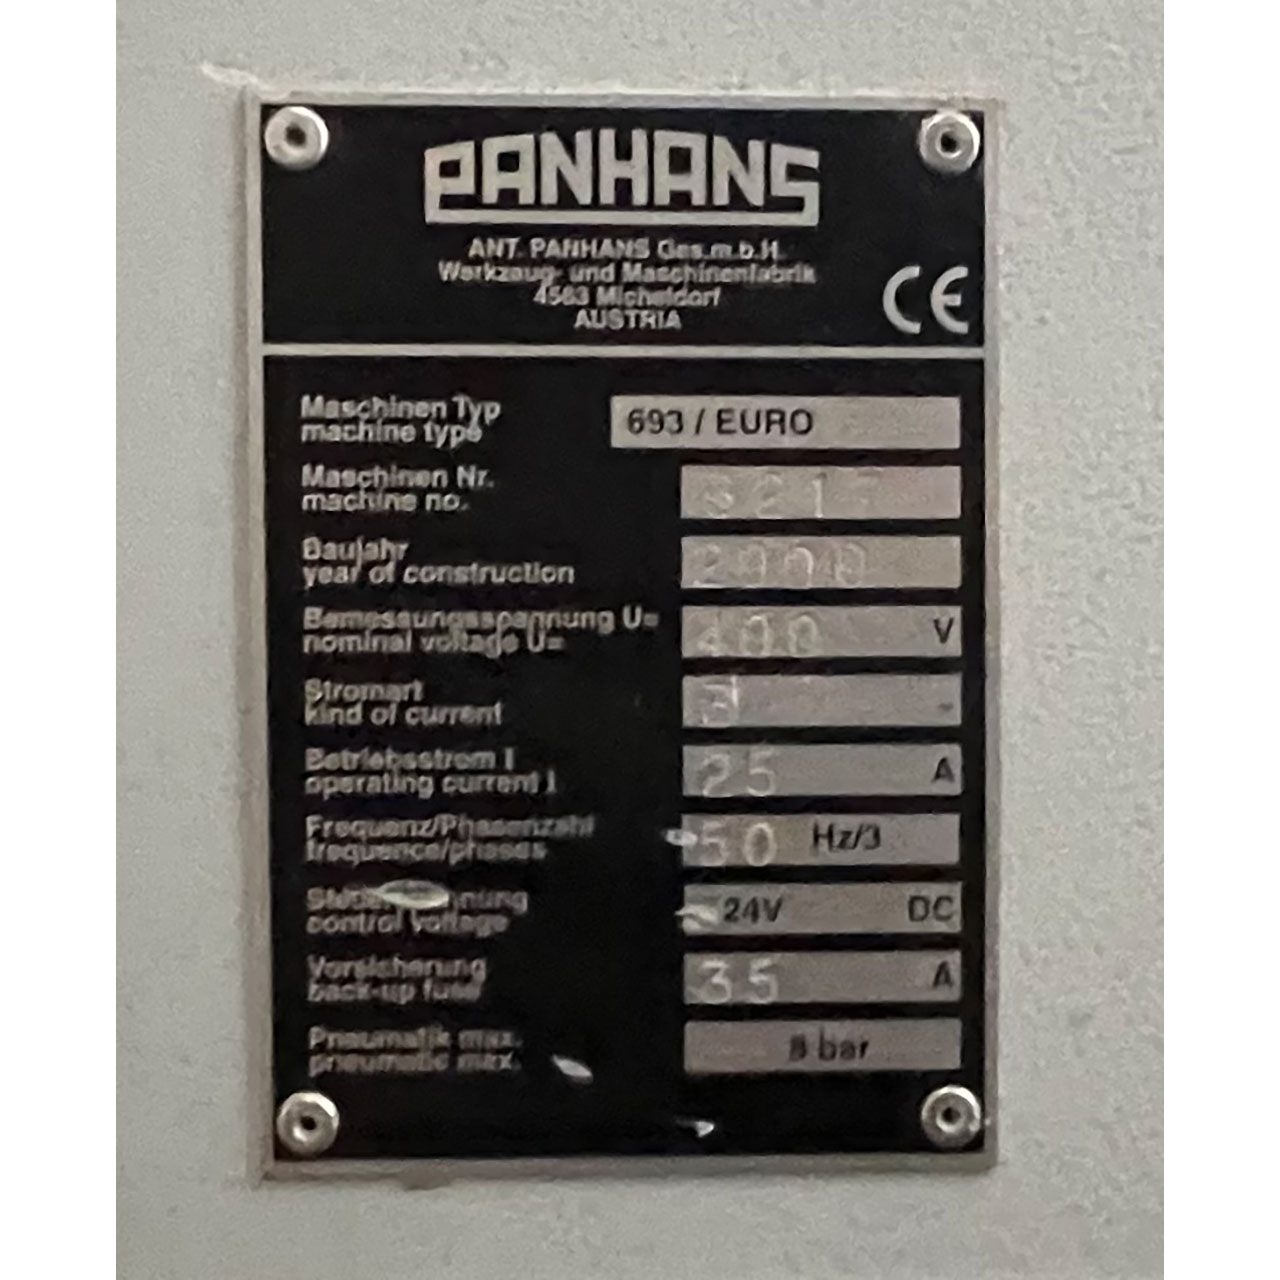 PANHANS
ANT. PANHANS Ges.m.b.H.
Werkzeug- und Maschinenfabrik
4563 Micheldorf
AUSTRIA
CE
Maschinen Typ
machine type
693 / EURO
Maschinen Nr.
machine no.
Baujahr
year of construction
2000
Bemessungsspannung U=
nominal voltage U=
400 V
Stromart
kind of current
Betriebsstrom I
operating current I
25 A
Frequenz/Phasenzahl
frequence/phases
50 Hz/3
control voltage
24V DC
Vorsicherung
back-up fuse
35 A
Pneumatik max.
pneumatic max.
8 bar